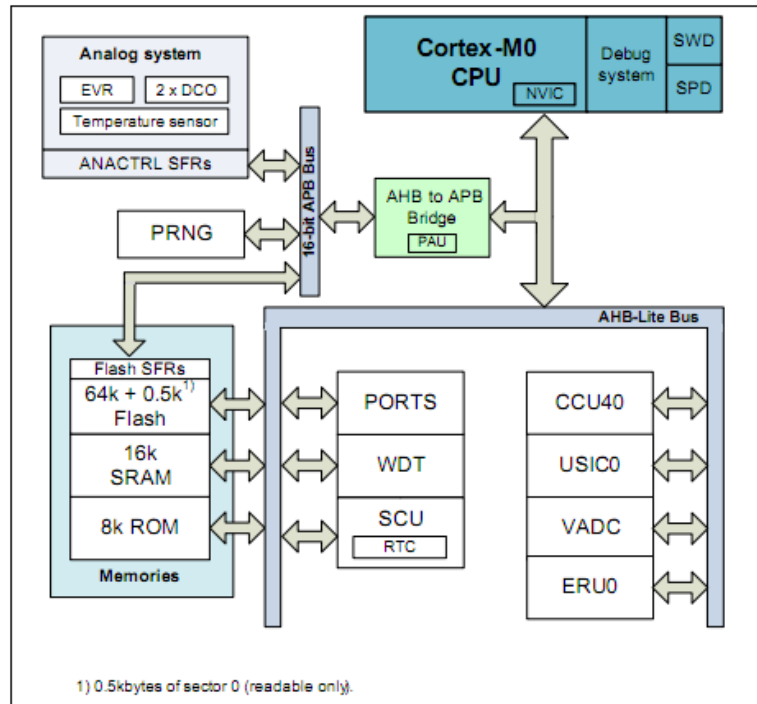 Analog system
EVR
2 x DCO
Temperature sensor
ANACTRL SFRs
Cortex-M0
CPU
NVIC
Debug
system
SWD
SPD
16-bit APB Bus
AHB to APB
Bridge
PAU
PRNG
AHB-Lite Bus
Flash SFRs
64k + 0.5k1)
Flash
16k
SRAM
8k ROM
Memories
PORTS
WDT
SCU
RTC
CCU40
USIC0
VADC
ERU0
1) 0.5kbytes of sector 0 (readable only).